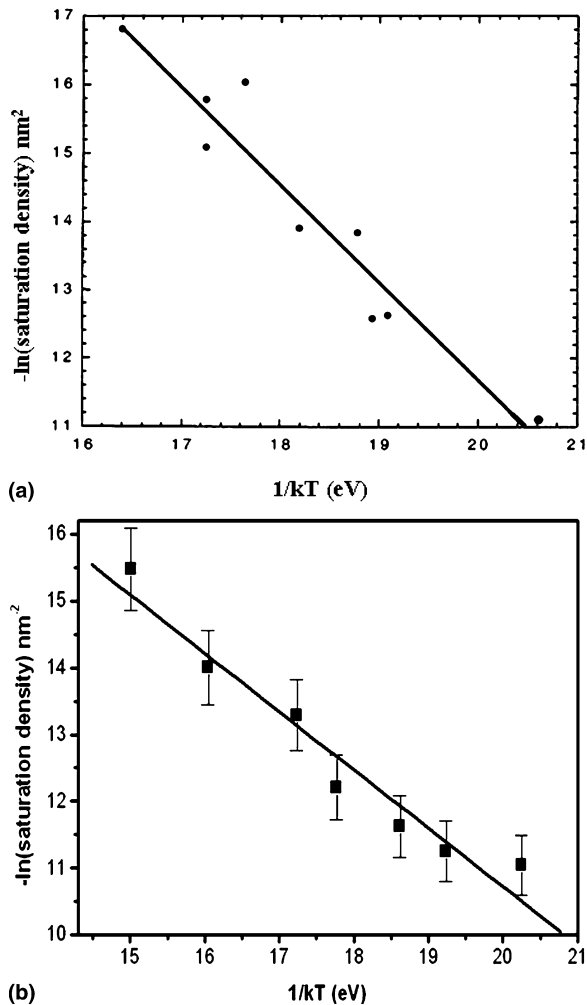 17
16
15
14
13
12
11
-ln(saturation density) nm²
16 17 18 19 20 21
(a) 1/kT (eV)
16
15
14
13
12
11
10
-ln(saturation density) nm⁻²
15 16 17 18 19 20 21
(b) 1/kT (eV)